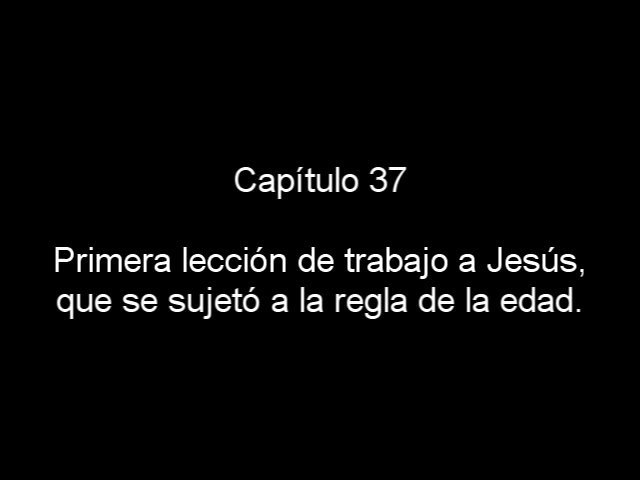 Capítulo 37
Primera lección de trabajo a Jesús,
que se sujetó a la regla de la edad.